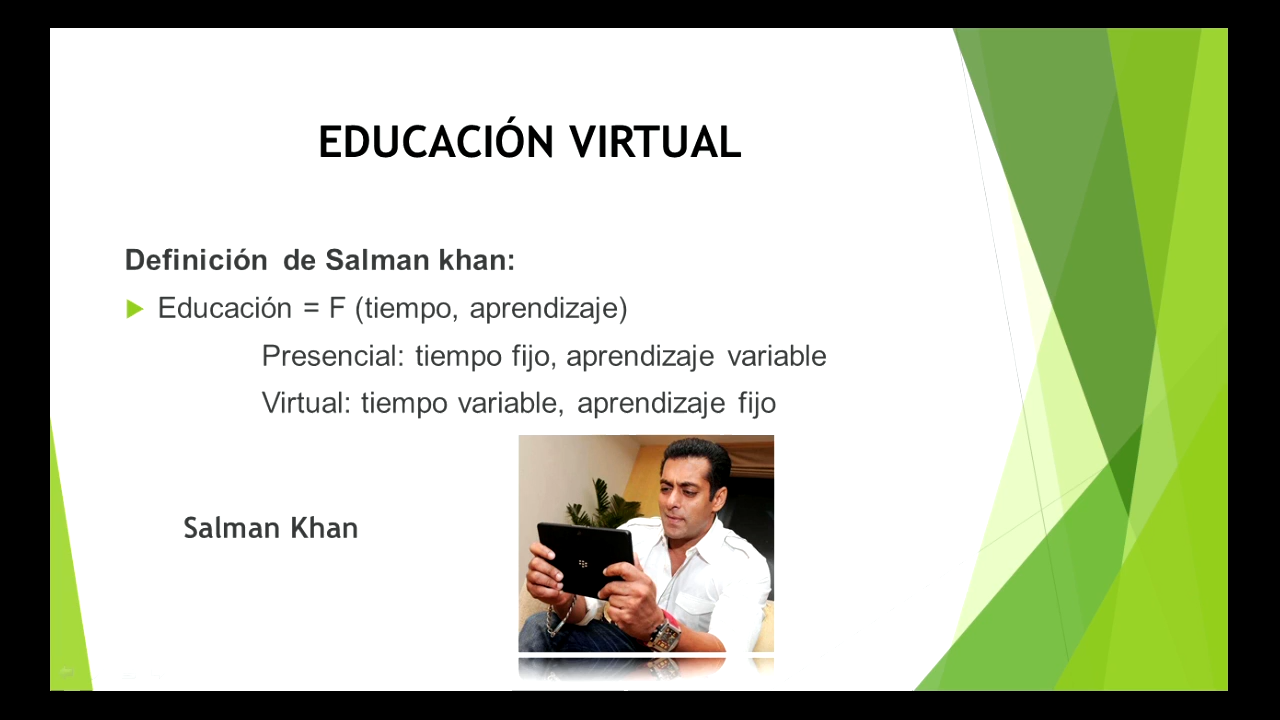 EDUCACIÓN VIRTUAL
Definición de Salman khan:
Educación = F (tiempo, aprendizaje)
Presencial: tiempo fijo, aprendizaje variable
Virtual: tiempo variable, aprendizaje fijo
Salman Khan